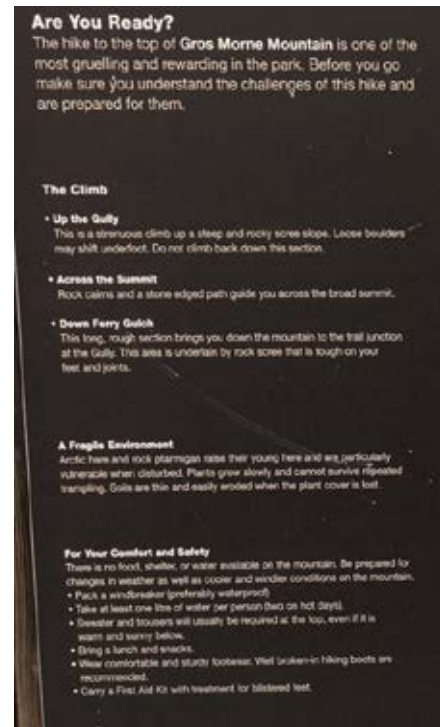 Are You Ready?
The hike to the top of Gros Morne Mountain is one of the
most gruelling and rewarding in the park. Before you go
make sure you understand the challenges of this hike and
are prepared for them.
The Climb
• Up the Gully
This is a strenuous climb up a steep and rocky scree slope. Loose boulders
may shift underfoot. Do not climb back down this section.
• Across the Summit
Rock cairns and a stone edged path guide you across the broad summit.
• Down Ferry Gulch
This long, rough section brings you down the mountain to the trail junction
at the Gully. This area is underlain by rock scree that is tough on your
feet and joints.
A Fragile Environment
Arctic hare and rock ptarmigan raise their young here and are particularly
vulnerable when disturbed. Plants grow slowly and cannot survive repeated
trampling. Soils are thin and easily eroded when the plant cover is lost.
For Your Comfort and Safety
There is no food, shelter, or water available on the mountain. Be prepared for
changes in weather as well as cooler and windier conditions on the mountain.
• Pack a windbreaker (preferably waterproof)
• Take at least one litre of water per person (two on hot days).
• Sweater and trousers will usually be required at the top, even if it is
warm and sunny below.
• Bring a lunch and snacks.
• Wear comfortable and sturdy footwear. Well broken-in hiking boots are
recommended.
• Carry a First Aid Kit with treatment for blistered feet.